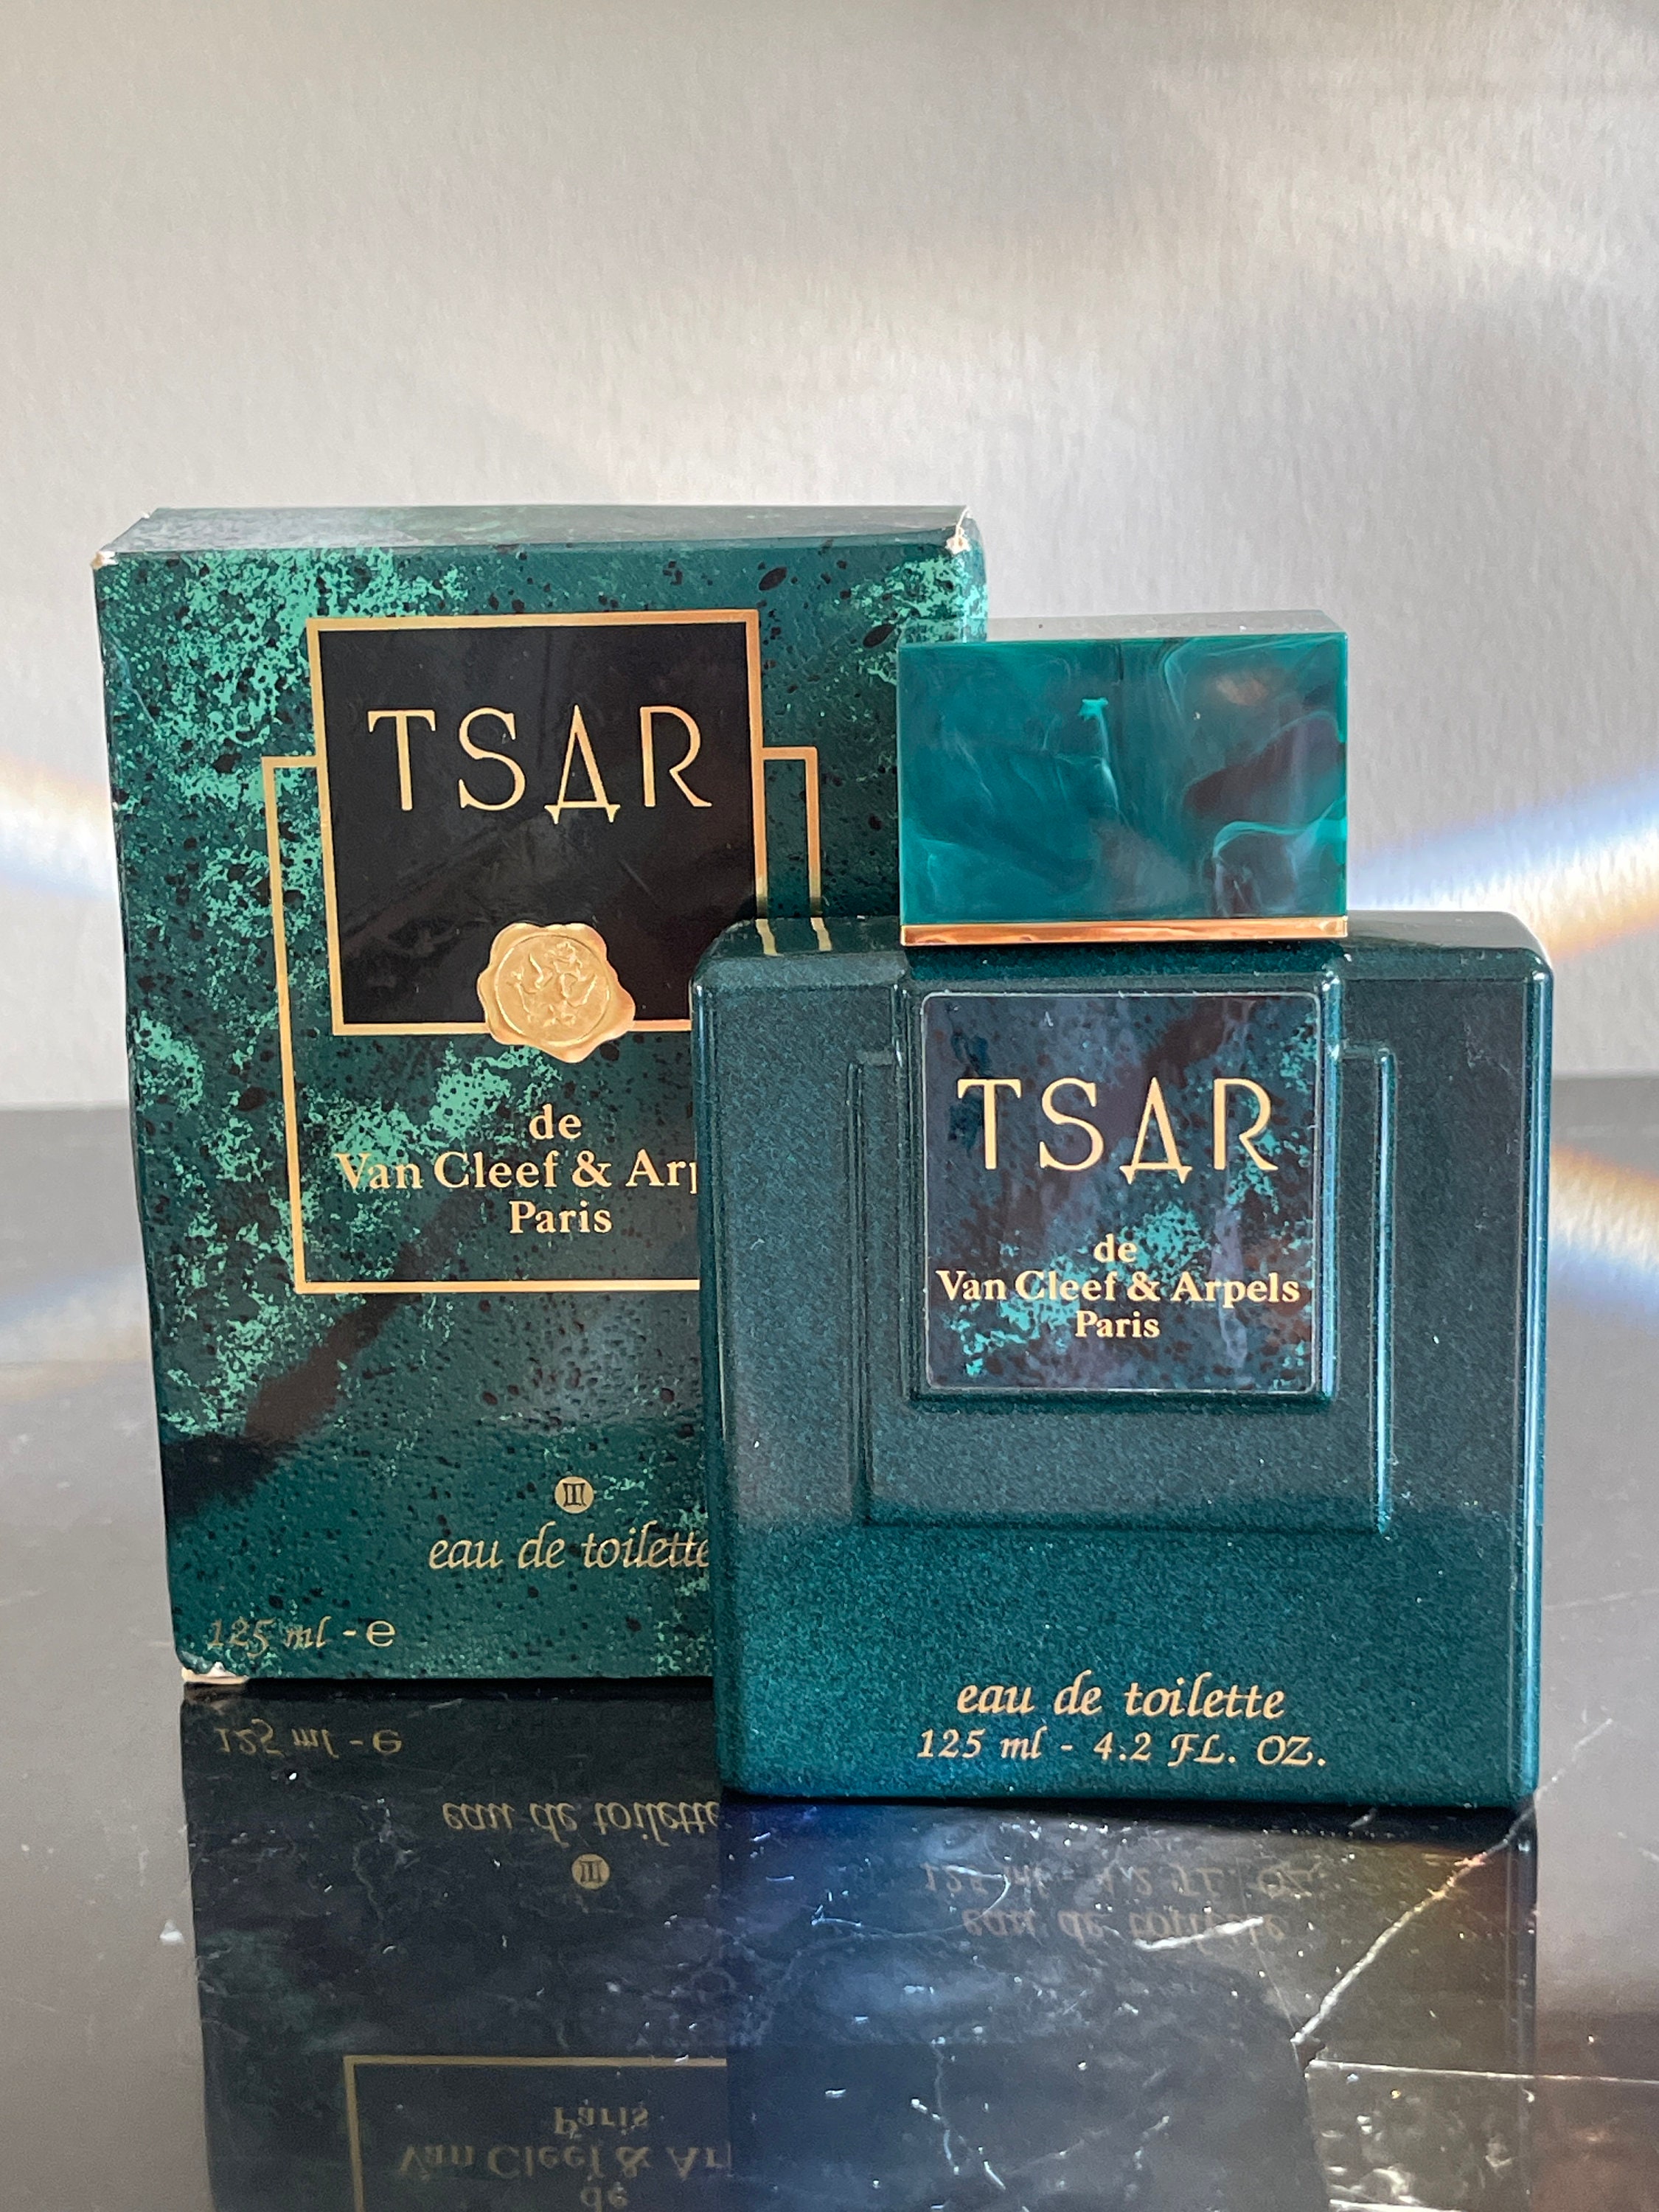 TSAR
de
Van Cleef & Arp
Paris
III
eau de toilette
125 ml - e
TSAR
de
Van Cleef & Arpels
Paris
eau de toilette
125 ml - 4.2 FL. OZ.